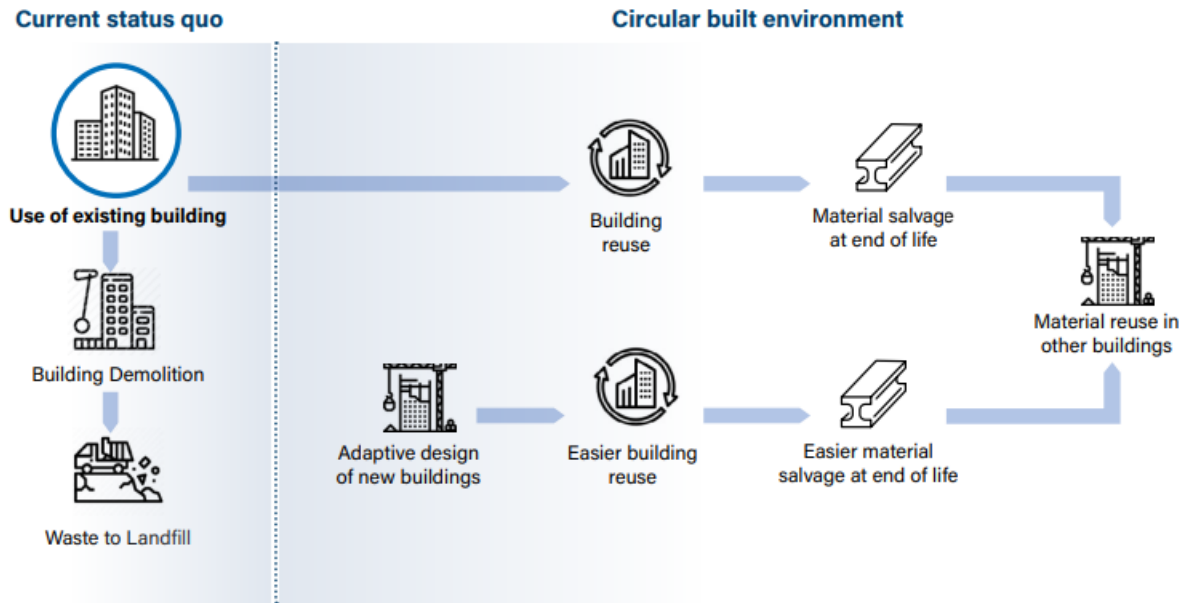 Current status quo
Circular built environment
Use of existing building
Building
reuse
Material salvage
at end of life
Material reuse in
other buildings
Building Demolition
Adaptive design
of new buildings
Easier building
reuse
Easier material
salvage at end of life
Waste to Landfill